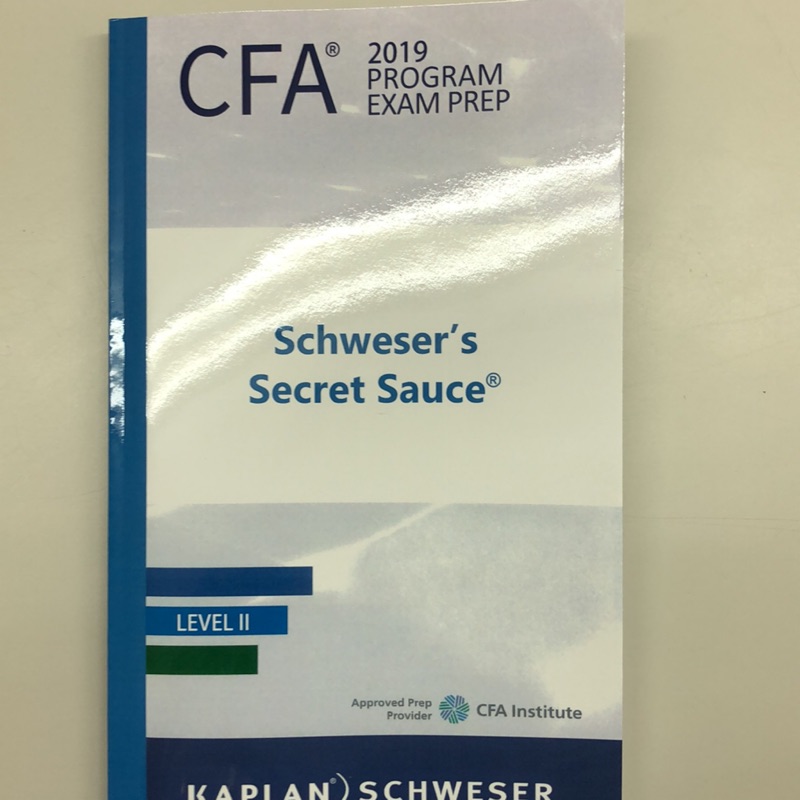 CFA®
2019
PROGRAM
EXAM PREP
Schweser's
Secret Sauce®
LEVEL II
Approved Prep
Provider
CFA Institute
KAPLAN® SCHWESER